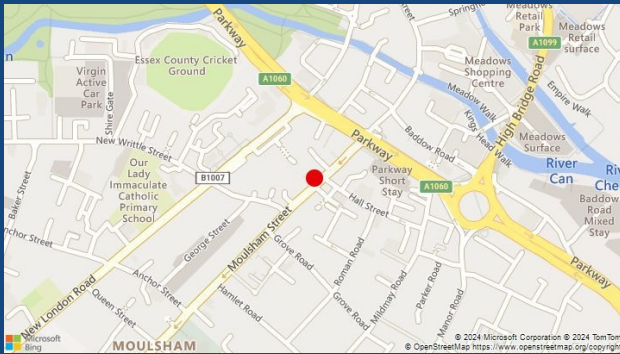 Parkway
Springfi
Meadows
Retail
Park
Meadows
Retail
surface
A1099
Essex County Cricket
Ground
A1060
Virgin
Active
Car
Park
Shire Gate
Meadows
Shopping
Centre
High Bridge Road
Empire Walk
Meadow Walk
Kings Head Walk
New Writtle Street
Parkway
Baddow Road
Meadows
Surface
Our
Lady
Immaculate
Catholic
Primary
School
B1007
Parkway
Short
Stay
A1060
River
Can
River
Che
Baker Street
Hall Street
Baddow
Road
Mixed
Stay
Anchor Street
George Street
Moulsham Street
Grove Road
Roman Road
Mildmay Road
Parker Road
Manor Road
Parkway
Anchor Street
Queen Street
Hamlet Road
Grove Road
New London Road
MOULSHAM
Microsoft
Bing
© 2024 Microsoft Corporation © 2024 TomTom
© OpenStreetMap https://www.openstreetmap.org/copyright